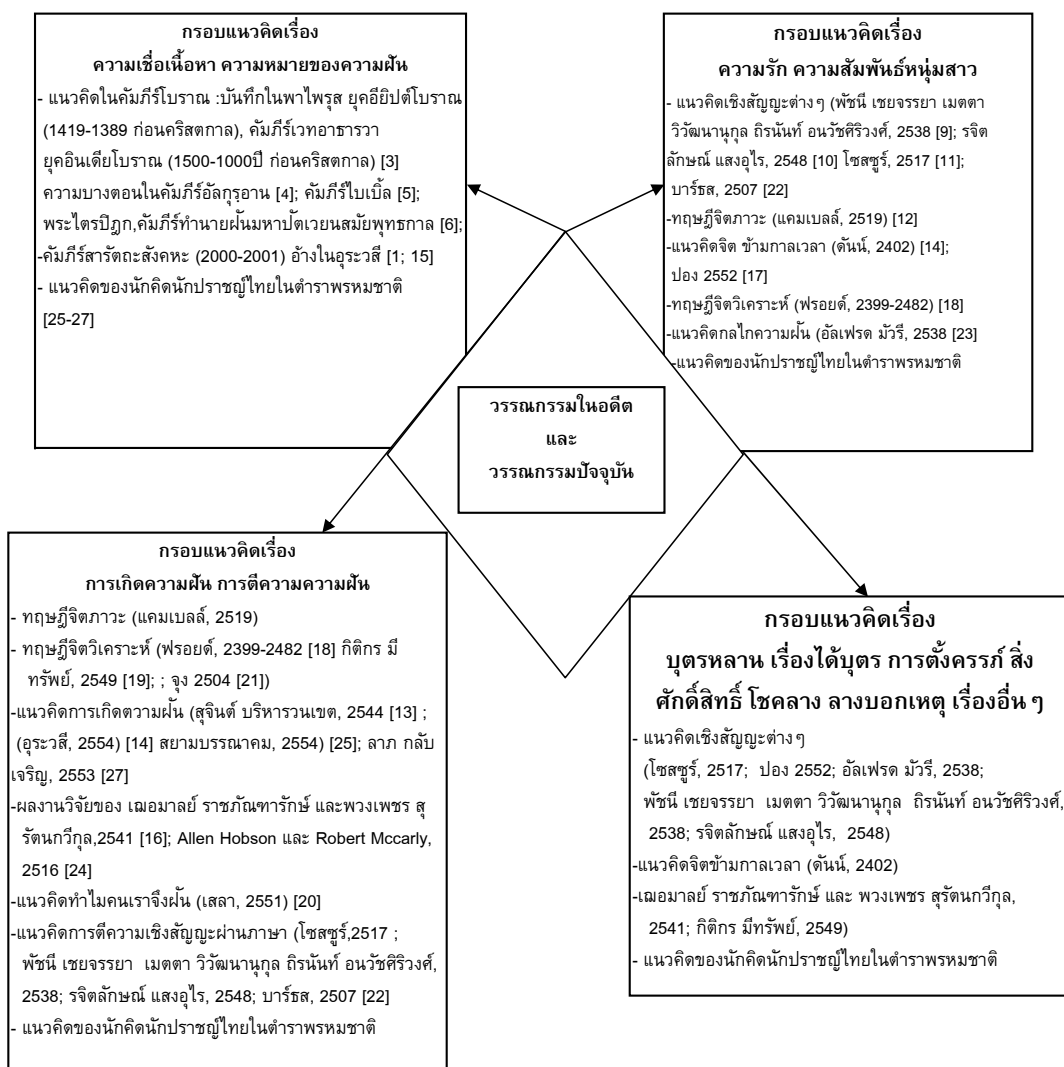 กรอบแนวคิดเรื่อง
ความเชื่อเนื้อหา ความหมายของความฝัน
- แนวคิดในคัมภีร์โบราณ :บันทึกในพาไพรุส ยุคอียิปต์โบราณ
(1419-1389 ก่อนคริสตกาล), คัมภีร์เวทอาธารวา
ยุคอินเดียโบราณ (1500-1000ปี ก่อนคริสตกาล) [3]
ความบางตอนในคัมภีร์อัลกุรอาน [4]; คัมภีร์ไบเบิ้ล [5];
พระไตรปิฎก,คัมภีร์ทำนายฝันมหาปัตเวยนสมัยพุทธกาล [6];
-คัมภีร์สารัตถะสังคหะ (2000-2001) อ้างในอุระวสี [1; 15]
- แนวคิดของนักคิดนักปราชญ์ไทยในตำราพรหมชาติ
[25-27]
กรอบแนวคิดเรื่อง
ความรัก ความสัมพันธ์หนุ่มสาว
- แนวคิดเชิงสัญญะต่างๆ (พัชนี เชยจรรยา เมตตา
วิวัฒนานุกูล ถิรนันท์ อนวัชศิริวงศ์, 2538 [9]; รจิต
ลักษณ์ แสงอุไร, 2548 [10] โซสซูร์, 2517 [11];
บาร์ธส, 2507 [22]
-ทฤษฎีจิตภาวะ (แคมเบลล์, 2519) [12]
-แนวคิดจิต ข้ามกาลเวลา (ดันน์, 2402) [14];
ปอง 2552 [17]
-ทฤษฎีจิตวิเคราะห์ (ฟรอยด์, 2399-2482) [18]
-แนวคิดกลไกความฝัน (อัลเฟรด มัวรี, 2538 [23]
-แนวคิดของนักปราชญ์ไทยในตำราพรหมชาติ
วรรณกรรมในอดีต
และ
วรรณกรรมปัจจุบัน
กรอบแนวคิดเรื่อง
การเกิดความฝัน การตีความความฝัน
- ทฤษฎีจิตภาวะ (แคมเบลล์, 2519)
- ทฤษฎีจิตวิเคราะห์ (ฟรอยด์, 2399-2482 [18] กิติกร มี
ทรัพย์, 2549 [19]; ; จุง 2504 [21])
-แนวคิดการเกิดตวามฝัน (สุจินต์ บริหารวนเขต, 2544 [13] ;
(อุระวสี, 2554) [14] สยามบรรณาคม, 2554) [25]; ลาภ กลับ
เจริญ, 2553 [27]
-ผลงานวิจัยของ เฌอมาลย์ ราชภัณฑารักษ์ และพวงเพชร สุ
รัตนกวีกุล,2541 [16]; Allen Hobson และ Robert Mccarly,
2516 [24]
-แนวคิดทำไมคนเราจึงฝัน (เสลา, 2551) [20]
-แนวคิดการตีความเชิงสัญญะผ่านภาษา (โซสซูร์,2517 ;
พัชนี เชยจรรยา เมตตา วิวัฒนานุกูล ถิรนันท์ อนวัชศิริวงศ์,
2538; รจิตลักษณ์ แสงอุไร, 2548; บาร์ธส, 2507 [22]
- แนวคิดของนักคิดนักปราชญ์ไทยในตำราพรหมชาติ
กรอบแนวคิดเรื่อง
บุตรหลาน เรื่องได้บุตร การตั้งครรภ์ สิ่ง
ศักดิ์สิทธิ์ โชคลาง ลางบอกเหตุ เรื่องอื่น ๆ
- แนวคิดเชิงสัญญะต่างๆ
(โซสซูร์, 2517; ปอง 2552; อัลเฟรด มัวรี, 2538;
พัชนี เชยจรรยา เมตตา วิวัฒนานุกูล ถิรนันท์ อนวัชศิริวงศ์,
2538; รจิตลักษณ์ แสงอุไร, 2548)
-แนวคิดจิตข้ามกาลเวลา (ดันน์, 2402)
-เฌอมาลย์ ราชภัณฑารักษ์ และ พวงเพชร สุรัตนกวีกุล,
2541; กิติกร มีทรัพย์, 2549)
- แนวคิดของนักคิดนักปราชญ์ไทยในตำราพรหมชาติ